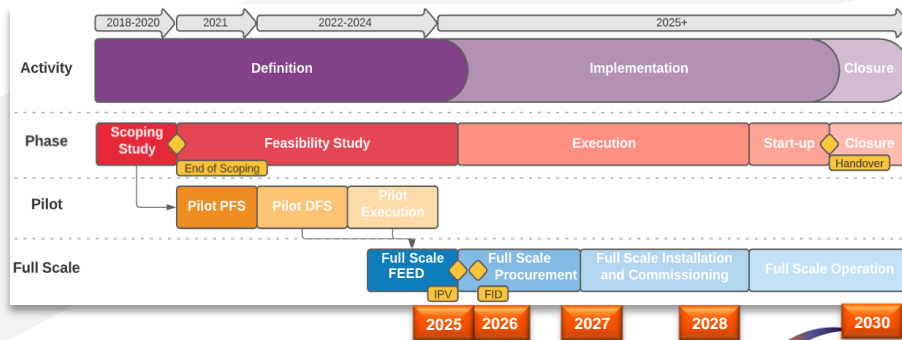 2018-2020 2021 2022-2024 2025+
Activity Definition Implementation Closure
Phase Scoping Study Feasibility Study Execution Start-up Closure
End of Scoping Handover
Pilot Pilot PFS Pilot DFS Pilot Execution
Full Scale Full Scale FEED Full Scale Procurement Full Scale Installation and Commissioning Full Scale Operation
IPV FID
2025 2026 2027 2028 2030